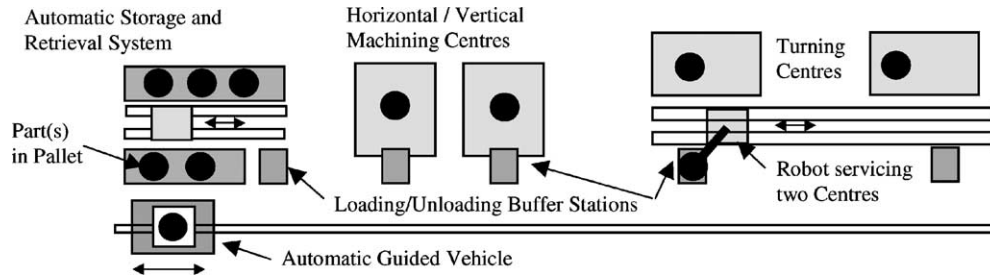 Automatic Storage and
Retrieval System
Horizontal / Vertical
Machining Centres
Turning
Centres
Part(s)
in Pallet
Robot servicing
two Centres
Loading/Unloading Buffer Stations
Automatic Guided Vehicle